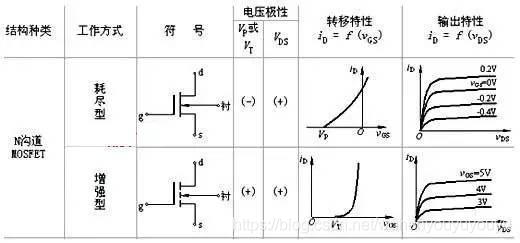 结构种类
工作方式
符 号
电压极性
V_P或
V_T
V_DS
转移特性
i_D = f(v_GS)
输出特性
i_D = f(v_DS)
N沟道
MOSFET
耗尽型
d
g
衬
s
(-)
(+)
i_D
V_P
O
v_GS
i_D
0.2V
v_GS=0V
-0.2V
-0.4V
O
v_DS
增强型
d
g
衬
s
(+)
(+)
i_D
O
V_T
v_GS
i_D
v_GS=5V
4V
3V
O
v_DS